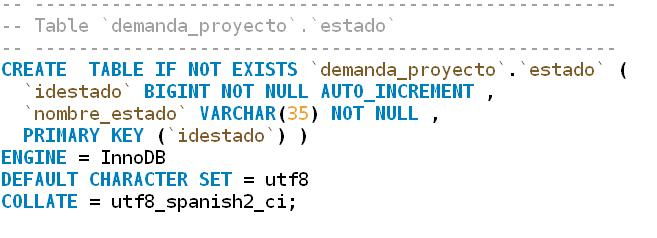 -- -----------------------------------------------------
-- Table `demanda_proyecto`.`estado`
-- -----------------------------------------------------
CREATE  TABLE IF NOT EXISTS `demanda_proyecto`.`estado` (
  `idestado` BIGINT NOT NULL AUTO_INCREMENT ,
  `nombre_estado` VARCHAR(35) NOT NULL ,
  PRIMARY KEY (`idestado`) )
ENGINE = InnoDB
DEFAULT CHARACTER SET = utf8
COLLATE = utf8_spanish2_ci;